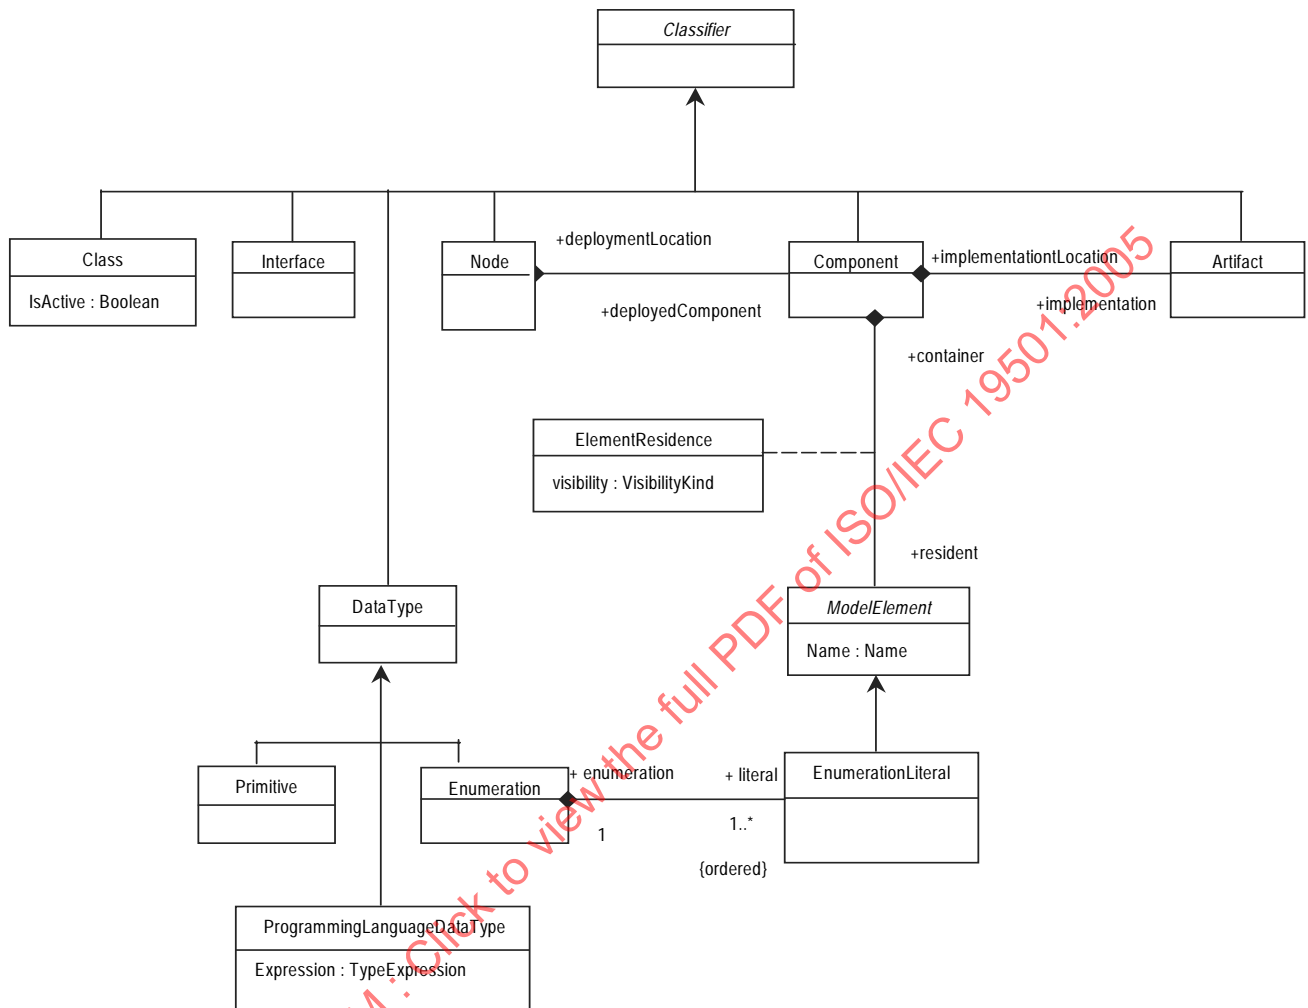 Classifier
Class
IsActive : Boolean
Interface
Node
+deploymentLocation
+deployedComponent
Component
+implementationtLocation
+implementation
Artifact
+container
ElementResidence
visibility : VisibilityKind
+resident
DataType
ModelElement
Name : Name
Primitive
Enumeration
+ enumeration
1
+ literal
1..*
{ordered}
EnumerationLiteral
ProgrammingLanguageDataType
Expression : TypeExpression
M : Click to view the full PDF of ISO/IEC 19501:2005